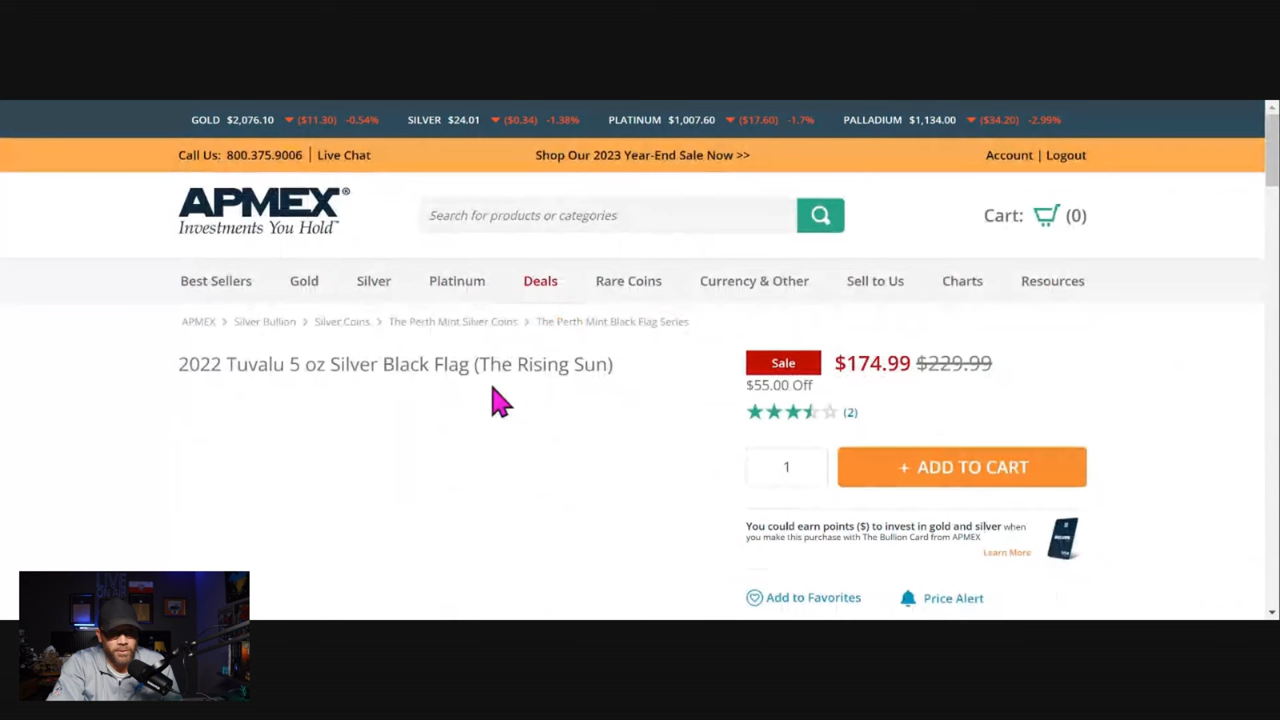 GOLD $2,076.10 ($11.30) -0.54% SILVER $24.01 ($0.34) -1.38% PLATINUM $1,007.60 ($17.60) -1.7% PALLADIUM $1,134.00 ($34.20) -2.99%
Call Us: 800.375.9006 | Live Chat Shop Our 2023 Year-End Sale Now >> Account | Logout
APMEX®
Investments You Hold™
Search for products or categories
Cart: (0)
Best Sellers Gold Silver Platinum Deals Rare Coins Currency & Other Sell to Us Charts Resources
APMEX > Silver Bullion > Silver Coins > The Perth Mint Silver Coins > The Perth Mint Black Flag Series
2022 Tuvalu 5 oz Silver Black Flag (The Rising Sun)
Sale $174.99 $229.99
$55.00 Off
(2)
1 + ADD TO CART
You could earn points ($) to invest in gold and silver when
you make this purchase with The Bullion Card from APMEX
Learn More
Add to Favorites Price Alert
LIVE
ON AIR